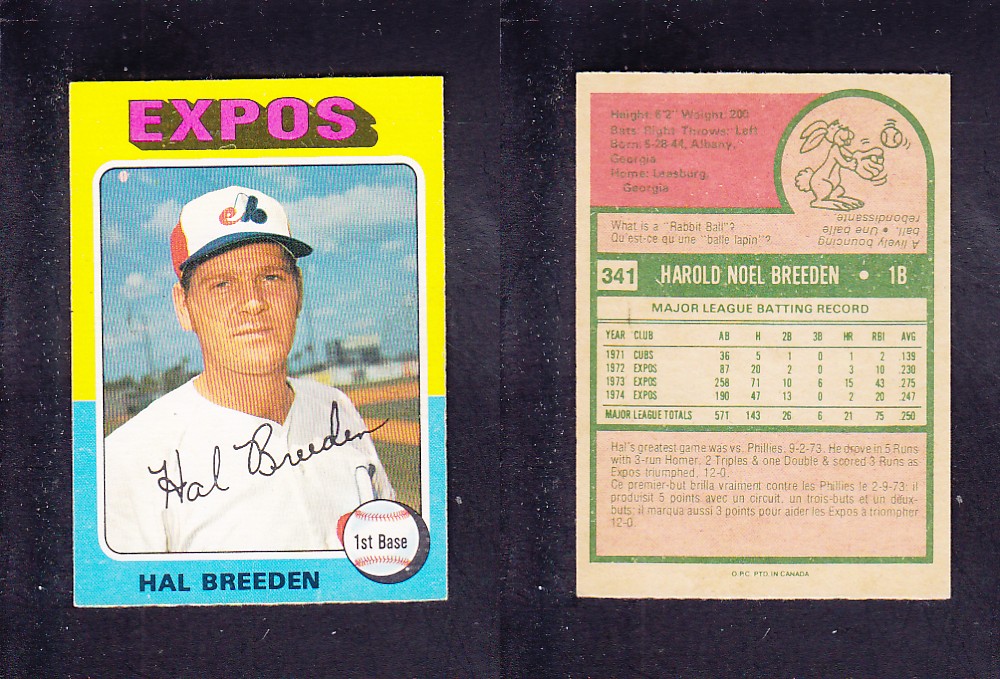 EXPOS
Hal Breeden
1st Base
HAL BREEDEN
Height: 6'2" Weight: 200
Bats: Right Throws: Left
Born: 6-28-44, Albany,
Georgia
Home: Leesburg,
Georgia
What is a "Rabbit Ball"?
Qu'est-ce qu une "balle lapin"?
A lively bouncing
ball. • Une balle
rebondissante.
341 HAROLD NOEL BREEDEN • 1B
MAJOR LEAGUE BATTING RECORD
YEAR CLUB AB H 2B 3B HR RBI AVG
1971 CUBS 36 5 1 0 1 2 .139
1972 EXPOS 87 20 2 0 3 10 .230
1973 EXPOS 258 71 10 6 15 43 .275
1974 EXPOS 190 47 13 0 2 20 .247
MAJOR LEAGUE TOTALS 571 143 26 6 21 75 .250
Hal's greatest game was vs. Phillies, 9-2-73. He drove in 5 Runs
with 3-run Homer, 2 Triples & one Double & scored 3 Runs as
Expos triumphed, 12-0.
Ce premier-but brilla vraiment contre les Phillies le 2-9-73: il
produisit 5 points avec un circuit, un trois-buts et un deux-
buts: il marqua aussi 3 points pour aider les Expos à triompher
12-0.
O.P.C. PTD. IN CANADA